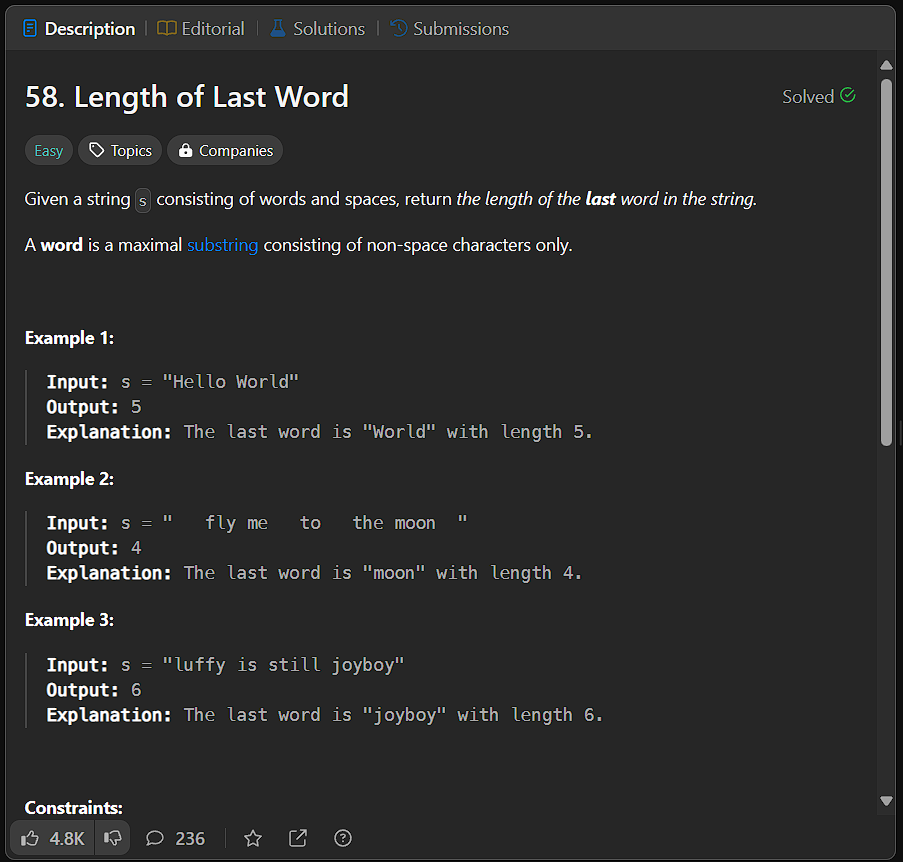 Description | Editorial | Solutions | Submissions
58. Length of Last Word
Solved
Easy Topics Companies
Given a string s consisting of words and spaces, return the length of the last word in the string.
A word is a maximal substring consisting of non-space characters only.
Example 1:
Input: s = "Hello World"
Output: 5
Explanation: The last word is "World" with length 5.
Example 2:
Input: s = "   fly me   to   the moon  "
Output: 4
Explanation: The last word is "moon" with length 4.
Example 3:
Input: s = "luffy is still joyboy"
Output: 6
Explanation: The last word is "joyboy" with length 6.
Constraints:
4.8K 236